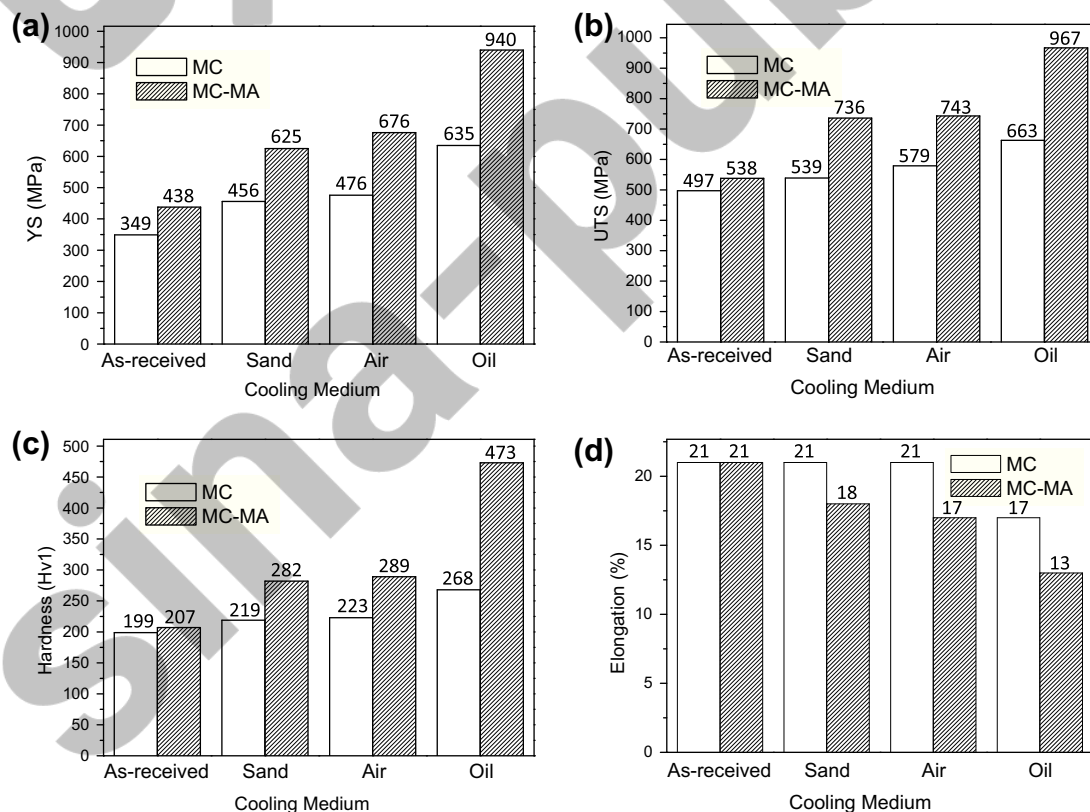 (a)
1000
900
800
700
600
500
400
300
200
100
0
YS (MPa)
MC
MC-MA
349
438
456
625
476
676
635
940
As-received
Sand
Air
Oil
Cooling Medium
(b)
1000
900
800
700
600
500
400
300
200
100
0
UTS (MPa)
MC
MC-MA
497
538
539
736
579
743
663
967
As-received
Sand
Air
Oil
Cooling Medium
(c)
500
450
400
350
300
250
200
150
100
50
0
Hardness (Hv1)
MC
MC-MA
199
207
219
282
223
289
268
473
As-received
Sand
Air
Oil
Cooling Medium
(d)
20
15
10
5
0
Elongation (%)
MC
MC-MA
21
21
21
18
21
17
17
13
As-received
Sand
Air
Oil
Cooling Medium
sina-pub